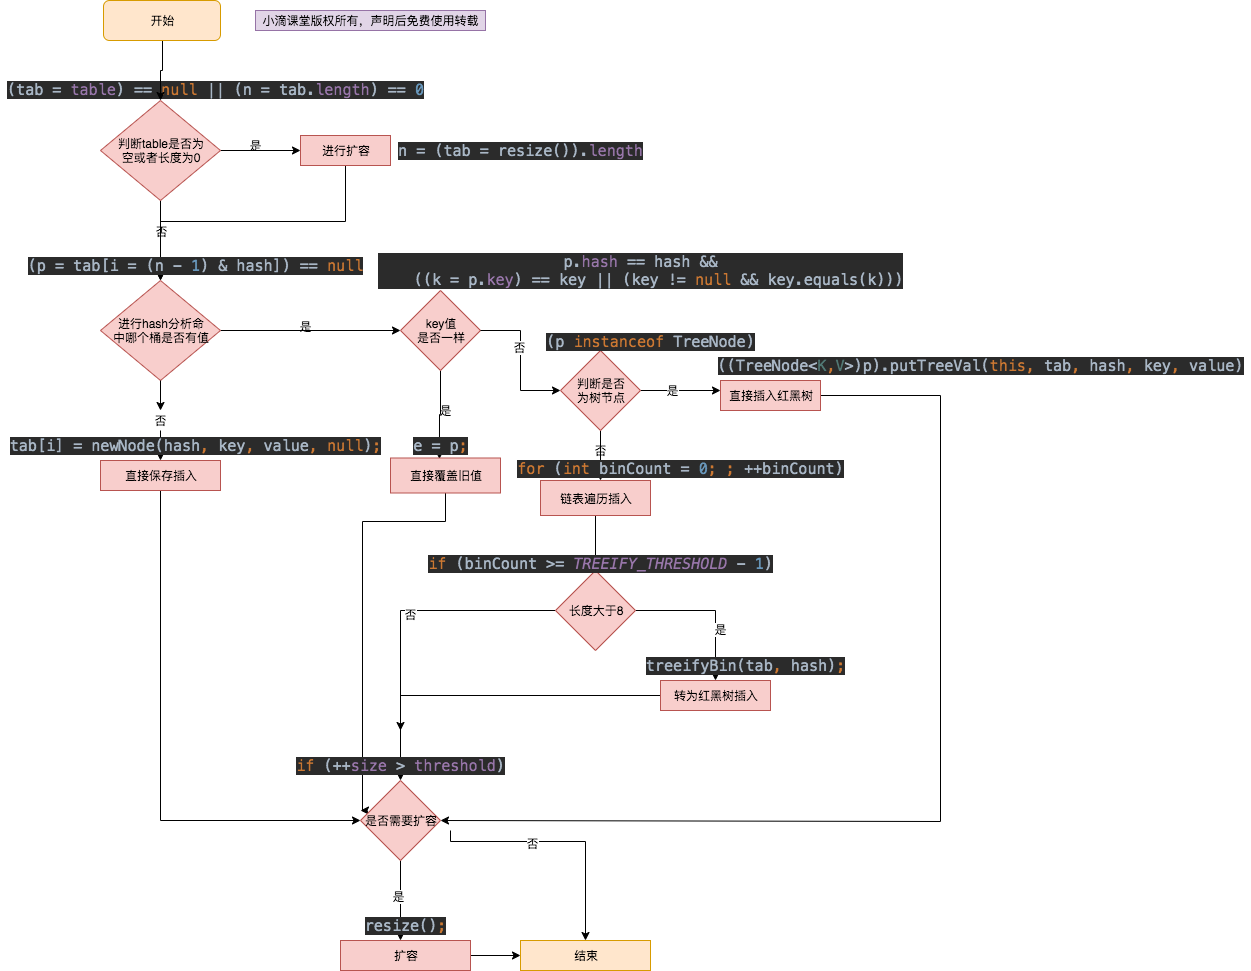 开始
小滴课堂版权所有，声明后免费使用转载
(tab = table) == null || (n = tab.length) == 0
判断table是否为
空或者长度为0
是
进行扩容
n = (tab = resize()).length
否
(p = tab[i = (n - 1) & hash]) == null
p.hash == hash &&
((k = p.key) == key || (key != null && key.equals(k)))
进行hash分析命
中哪个桶是否有值
是
key值
是否一样
否
(p instanceof TreeNode)
((TreeNode<K,V>)p).putTreeVal(this, tab, hash, key, value)
判断是否
为树节点
是
直接插入红黑树
否
是
否
tab[i] = newNode(hash, key, value, null);
e = p;
for (int binCount = 0; ; ++binCount)
直接保存插入
直接覆盖旧值
链表遍历插入
if (binCount >= TREEIFY_THRESHOLD - 1)
长度大于8
否
是
treeifyBin(tab, hash);
转为红黑树插入
if (++size > threshold)
是否需要扩容
否
是
resize();
扩容
结束